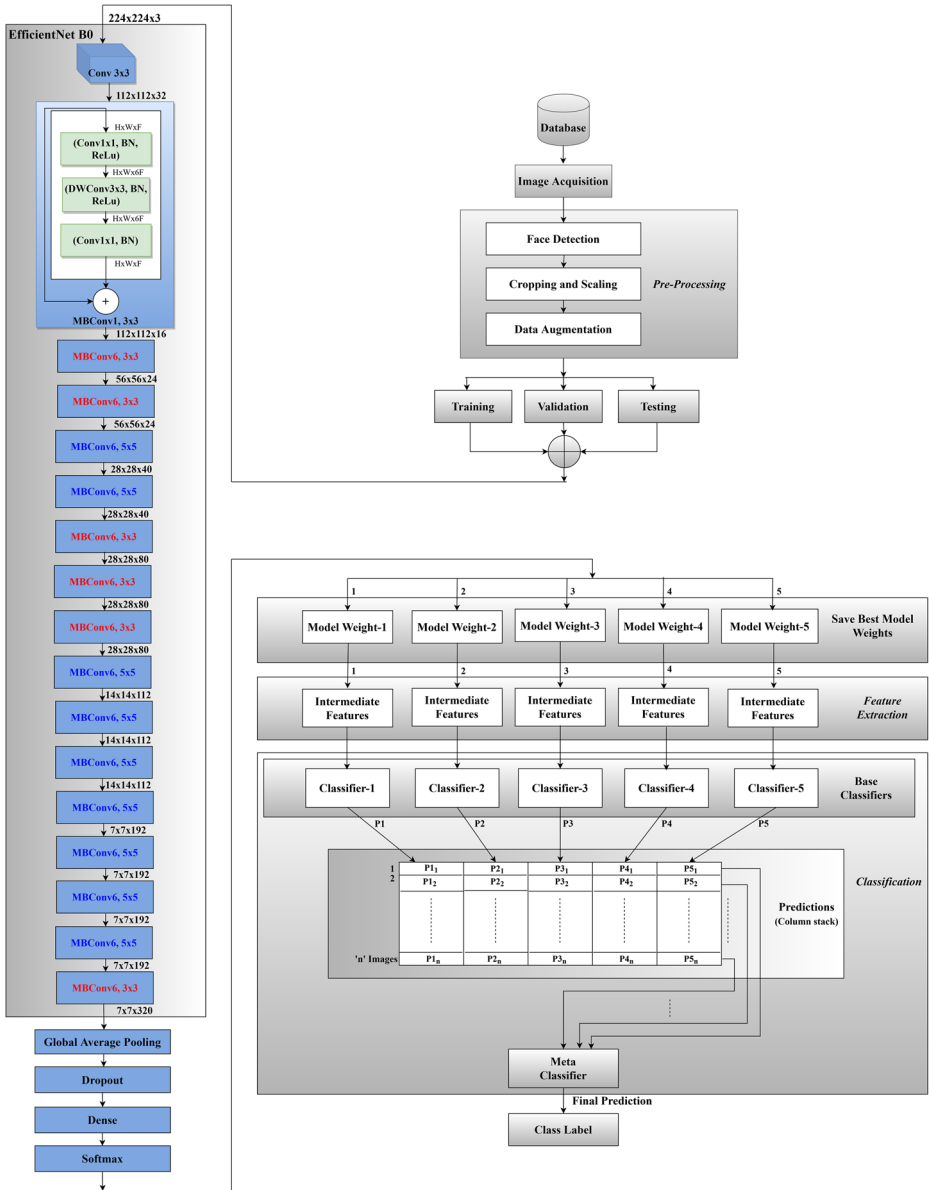 224x224x3
EfficientNet B0
Conv 3x3
112x112x32
HxWxF
(Conv1x1, BN,
ReLu)
HxWx6F
(DWConv3x3, BN,
ReLu)
HxWx6F
(Conv1x1, BN)
HxWxF
+
MBConv1, 3x3
112x112x16
MBConv6, 3x3
56x56x24
MBConv6, 3x3
56x56x24
MBConv6, 5x5
28x28x40
MBConv6, 5x5
28x28x40
MBConv6, 3x3
28x28x80
MBConv6, 3x3
28x28x80
MBConv6, 3x3
28x28x80
MBConv6, 5x5
14x14x112
MBConv6, 5x5
14x14x112
MBConv6, 5x5
14x14x112
MBConv6, 5x5
7x7x192
MBConv6, 5x5
7x7x192
MBConv6, 5x5
7x7x192
MBConv6, 5x5
7x7x192
MBConv6, 3x3
7x7x320
Global Average Pooling
Dropout
Dense
Softmax
Database
Image Acquisition
Face Detection
Cropping and Scaling
Data Augmentation
Pre-Processing
Training Validation Testing
1 2 3 4 5
Model Weight-1 Model Weight-2 Model Weight-3 Model Weight-4 Model Weight-5
Save Best Model
Weights
1 2 3 4 5
Intermediate Intermediate Intermediate Intermediate Intermediate
Features Features Features Features Features
Feature
Extraction
Classifier-1 Classifier-2 Classifier-3 Classifier-4 Classifier-5
Base
Classifiers
P1 P2 P3 P4 P5
1 P1₁ P2₁ P3₁ P4₁ P5₁
2 P1₂ P2₂ P3₂ P4₂ P5₂
'n' Images P1ₙ P2ₙ P3ₙ P4ₙ P5ₙ
Predictions
(Column stack)
Classification
Meta
Classifier
Final Prediction
Class Label